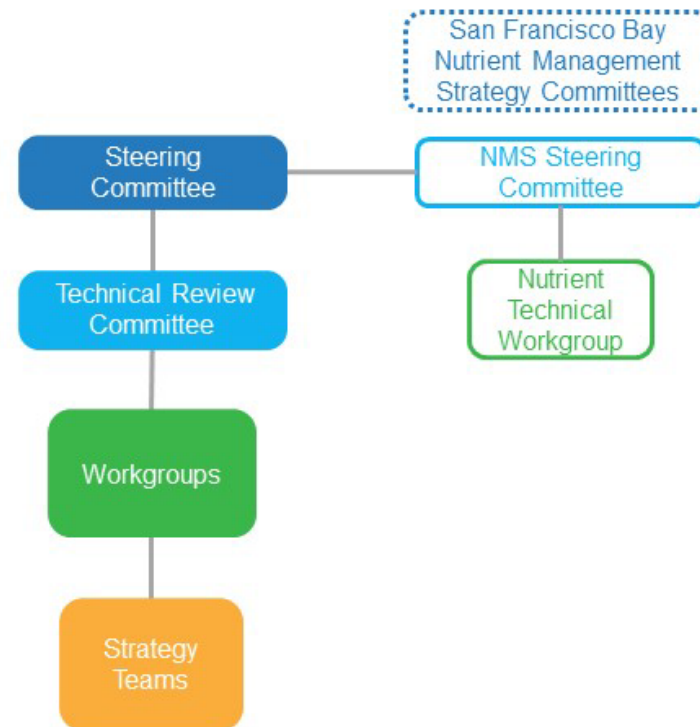 San Francisco Bay
Nutrient Management
Strategy Committees
Steering
Committee
NMS Steering
Committee
Technical Review
Committee
Nutrient
Technical
Workgroup
Workgroups
Strategy
Teams